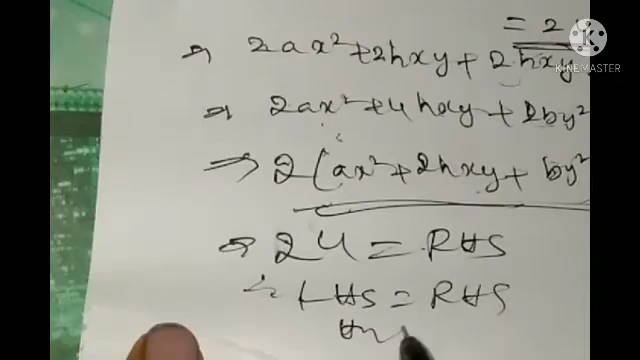 = 2
⇒ 2ax² + 2hxy + 2hxy
⇒ 2ax² + 4hxy + 2by²
⇒ 2(ax² + 2hxy + by²
⇒ 2u = RHS
∴ LHS = RHS
K
KINEMASTER